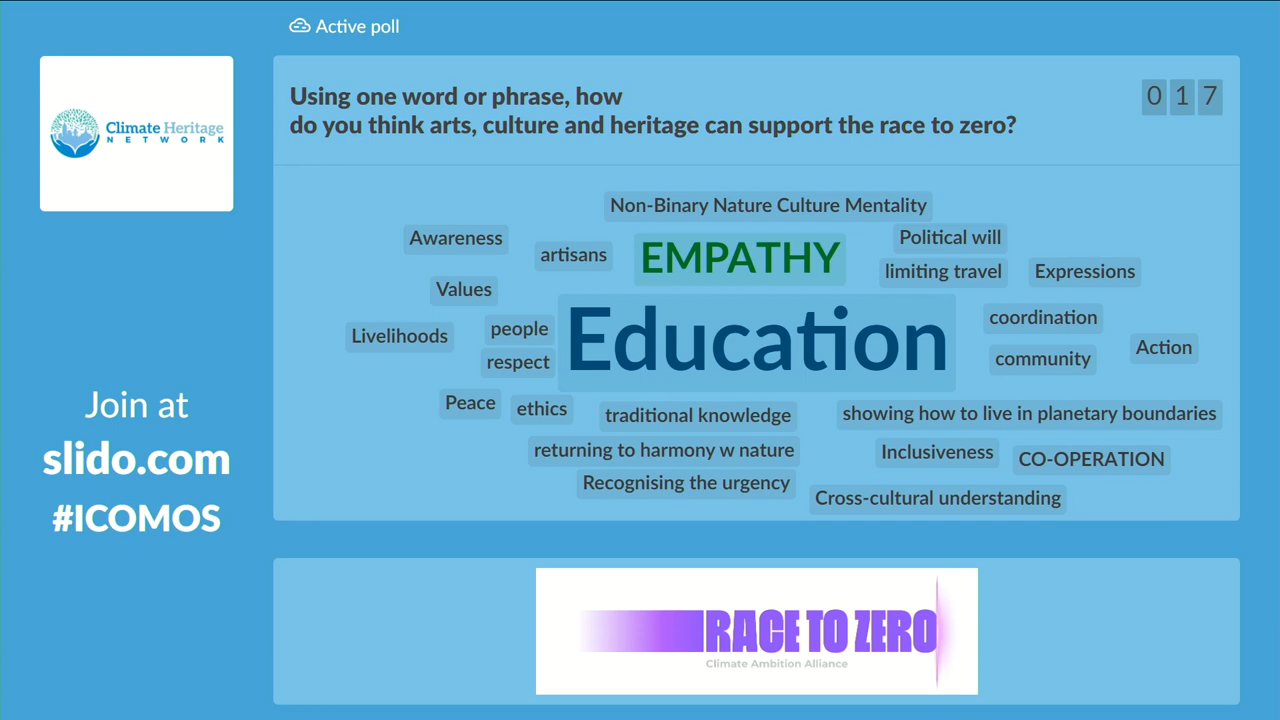 Active poll
Climate Heritage
NETWORK
Using one word or phrase, how
do you think arts, culture and heritage can support the race to zero?
017
Non-Binary Nature Culture Mentality
Awareness
artisans
EMPATHY
Political will
limiting travel
Expressions
Values
Livelihoods
people
respect
Education
coordination
community
Action
Peace
ethics
traditional knowledge
showing how to live in planetary boundaries
returning to harmony w nature
Inclusiveness
CO-OPERATION
Recognising the urgency
Cross-cultural understanding
Join at
slido.com
#ICOMOS
RACE TO ZERO
Climate Ambition Alliance